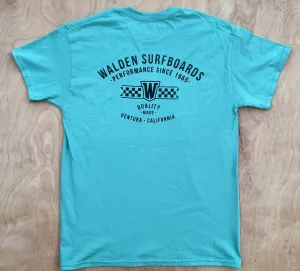 WALDEN SURFBOARDS
·PERFORMANCE SINCE 1965·
W
QUALITY
· MADE ·
VENTURA · CALIFORNIA